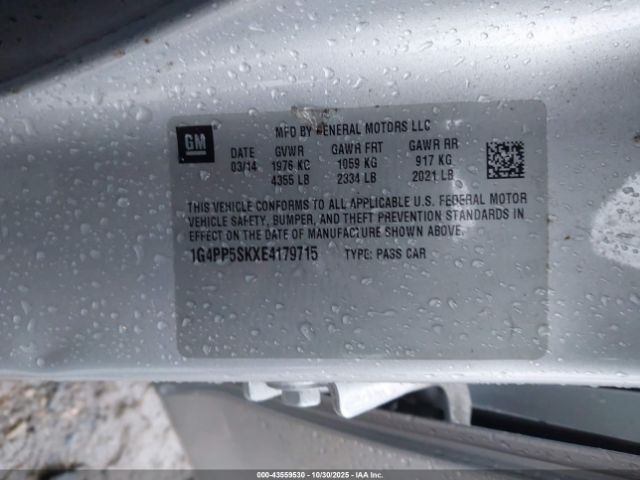 GM
MFD BY GENERAL MOTORS LLC
DATE GVWR GAWR FRT GAWR RR
03/14 1976 KG 1059 KG 917 KG
4355 LB 2334 LB 2021 LB
THIS VEHICLE CONFORMS TO ALL APPLICABLE U.S. FEDERAL MOTOR
VEHICLE SAFETY, BUMPER, AND THEFT PREVENTION STANDARDS IN
EFFECT ON THE DATE OF MANUFACTURE SHOWN ABOVE.
1G4PP5SKXE4179715 TYPE: PASS CAR
000-43559530 | 10/30/2025 | IAAI.COM